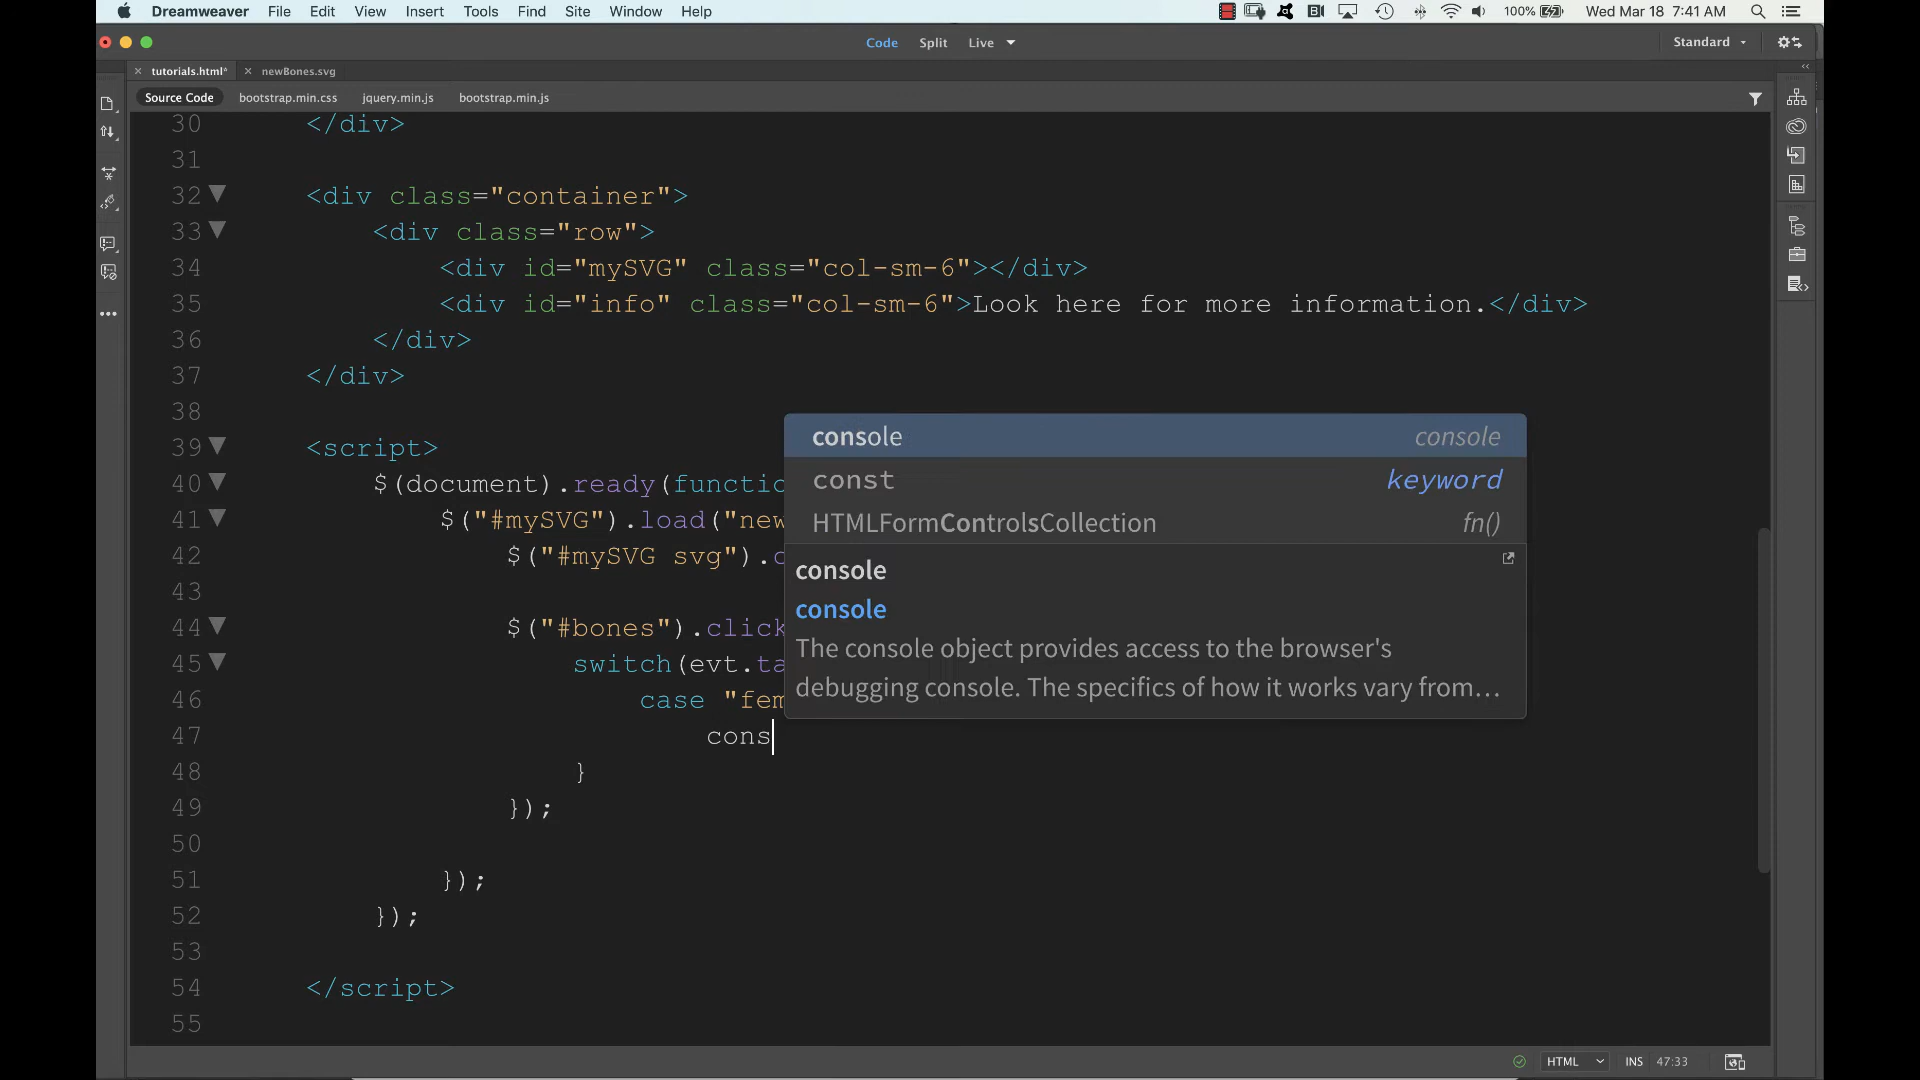 Dreamweaver File Edit View Insert Tools Find Site Window Help 100% Wed Mar 18 7:41 AM
Code Split Live Standard
tutorials.html* newBones.svg
Source Code bootstrap.min.css jquery.min.js bootstrap.min.js
30 </div>
31
32 <div class="container">
33 <div class="row">
34 <div id="mySVG" class="col-sm-6"></div>
35 <div id="info" class="col-sm-6">Look here for more information.</div>
36 </div>
37 </div>
38
39 <script>
40 $(document).ready(functio
41 $("#mySVG").load("new
42 $("#mySVG svg").
43
44 $("#bones").click
45 switch(evt.ta
46 case "fem
47 cons
48 }
49 });
50
51 });
52 });
53
54 </script>
55
console console
const keyword
HTMLFormControlsCollection fn()
console
console
The console object provides access to the browser's
debugging console. The specifics of how it works vary from...
HTML INS 47:33